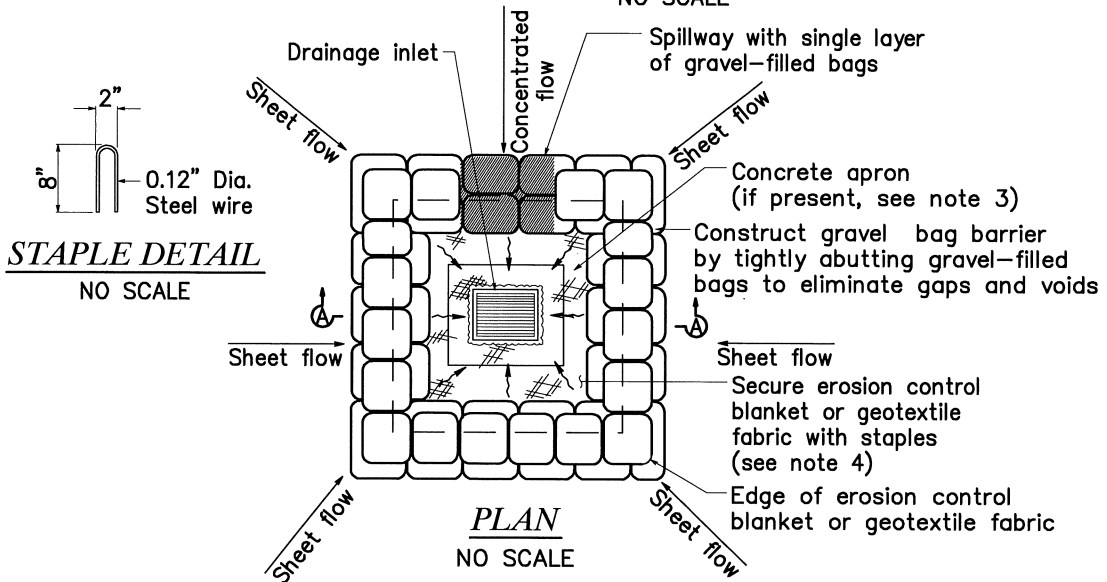 NO SCALE
Drainage inlet
Concentrated
flow
Spillway with single layer
of gravel-filled bags
Sheet flow
Sheet flow
2"
8"
0.12" Dia.
Steel wire
STAPLE DETAIL
NO SCALE
Concrete apron
(if present, see note 3)
Construct gravel bag barrier
by tightly abutting gravel-filled
bags to eliminate gaps and voids
A
A
Sheet flow
Sheet flow
Secure erosion control
blanket or geotextile
fabric with staples
(see note 4)
Edge of erosion control
blanket or geotextile fabric
Sheet flow
Sheet flow
PLAN
NO SCALE